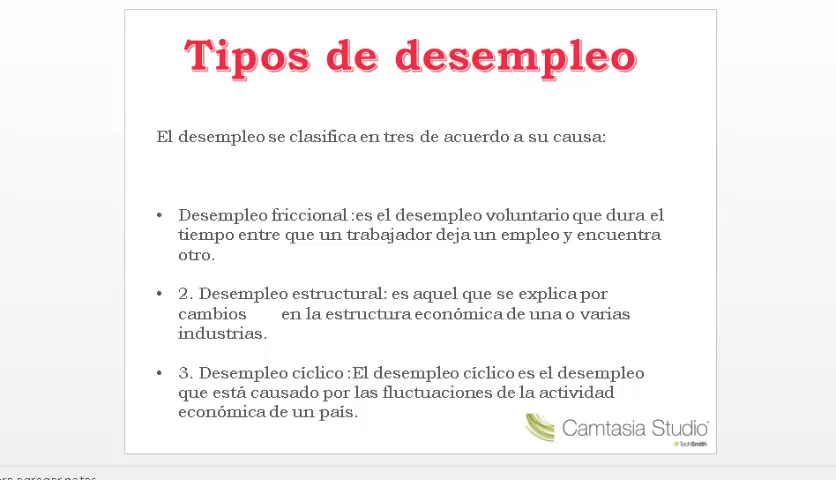 Tipos de desempleo
El desempleo se clasifica en tres de acuerdo a su causa:
• Desempleo friccional :es el desempleo voluntario que dura el
tiempo entre que un trabajador deja un empleo y encuentra
otro.
• 2. Desempleo estructural: es aquel que se explica por
cambios en la estructura económica de una o varias
industrias.
• 3. Desempleo cíclico :El desempleo cíclico es el desempleo
que está causado por las fluctuaciones de la actividad
económica de un pais.
Camtasia Studio
TechSmith